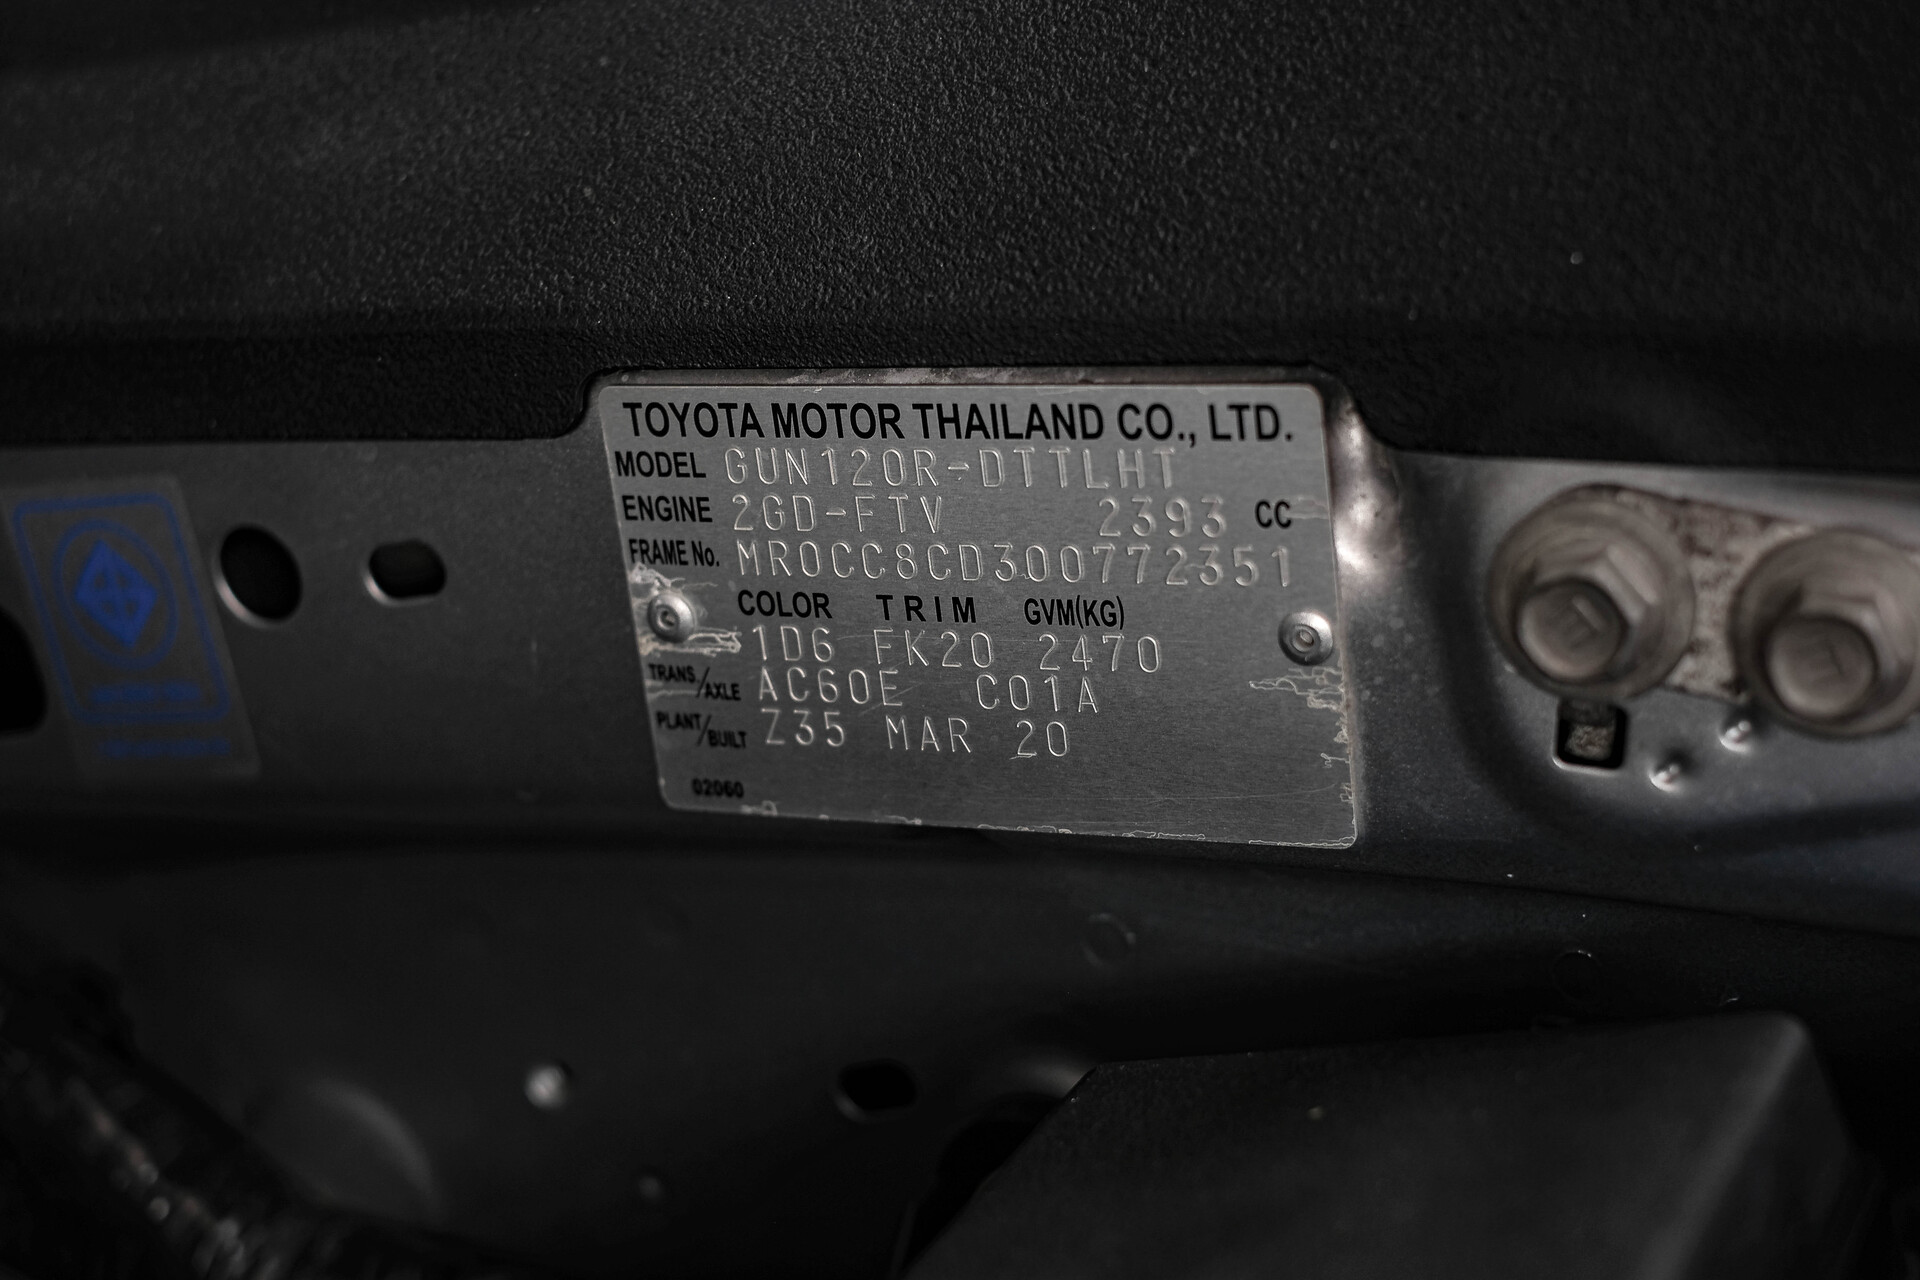 TOYOTA MOTOR THAILAND CO., LTD.
MODEL GUN120R-DTTLHT
ENGINE 2GD-FTV 2393 CC
FRAME No. MR0CC8CD300772351
COLOR TRIM GVM(KG)
1D6 FK20 2470
TRANS./AXLE AC60E C01A
PLANT/BUILT Z35 MAR 20
02060